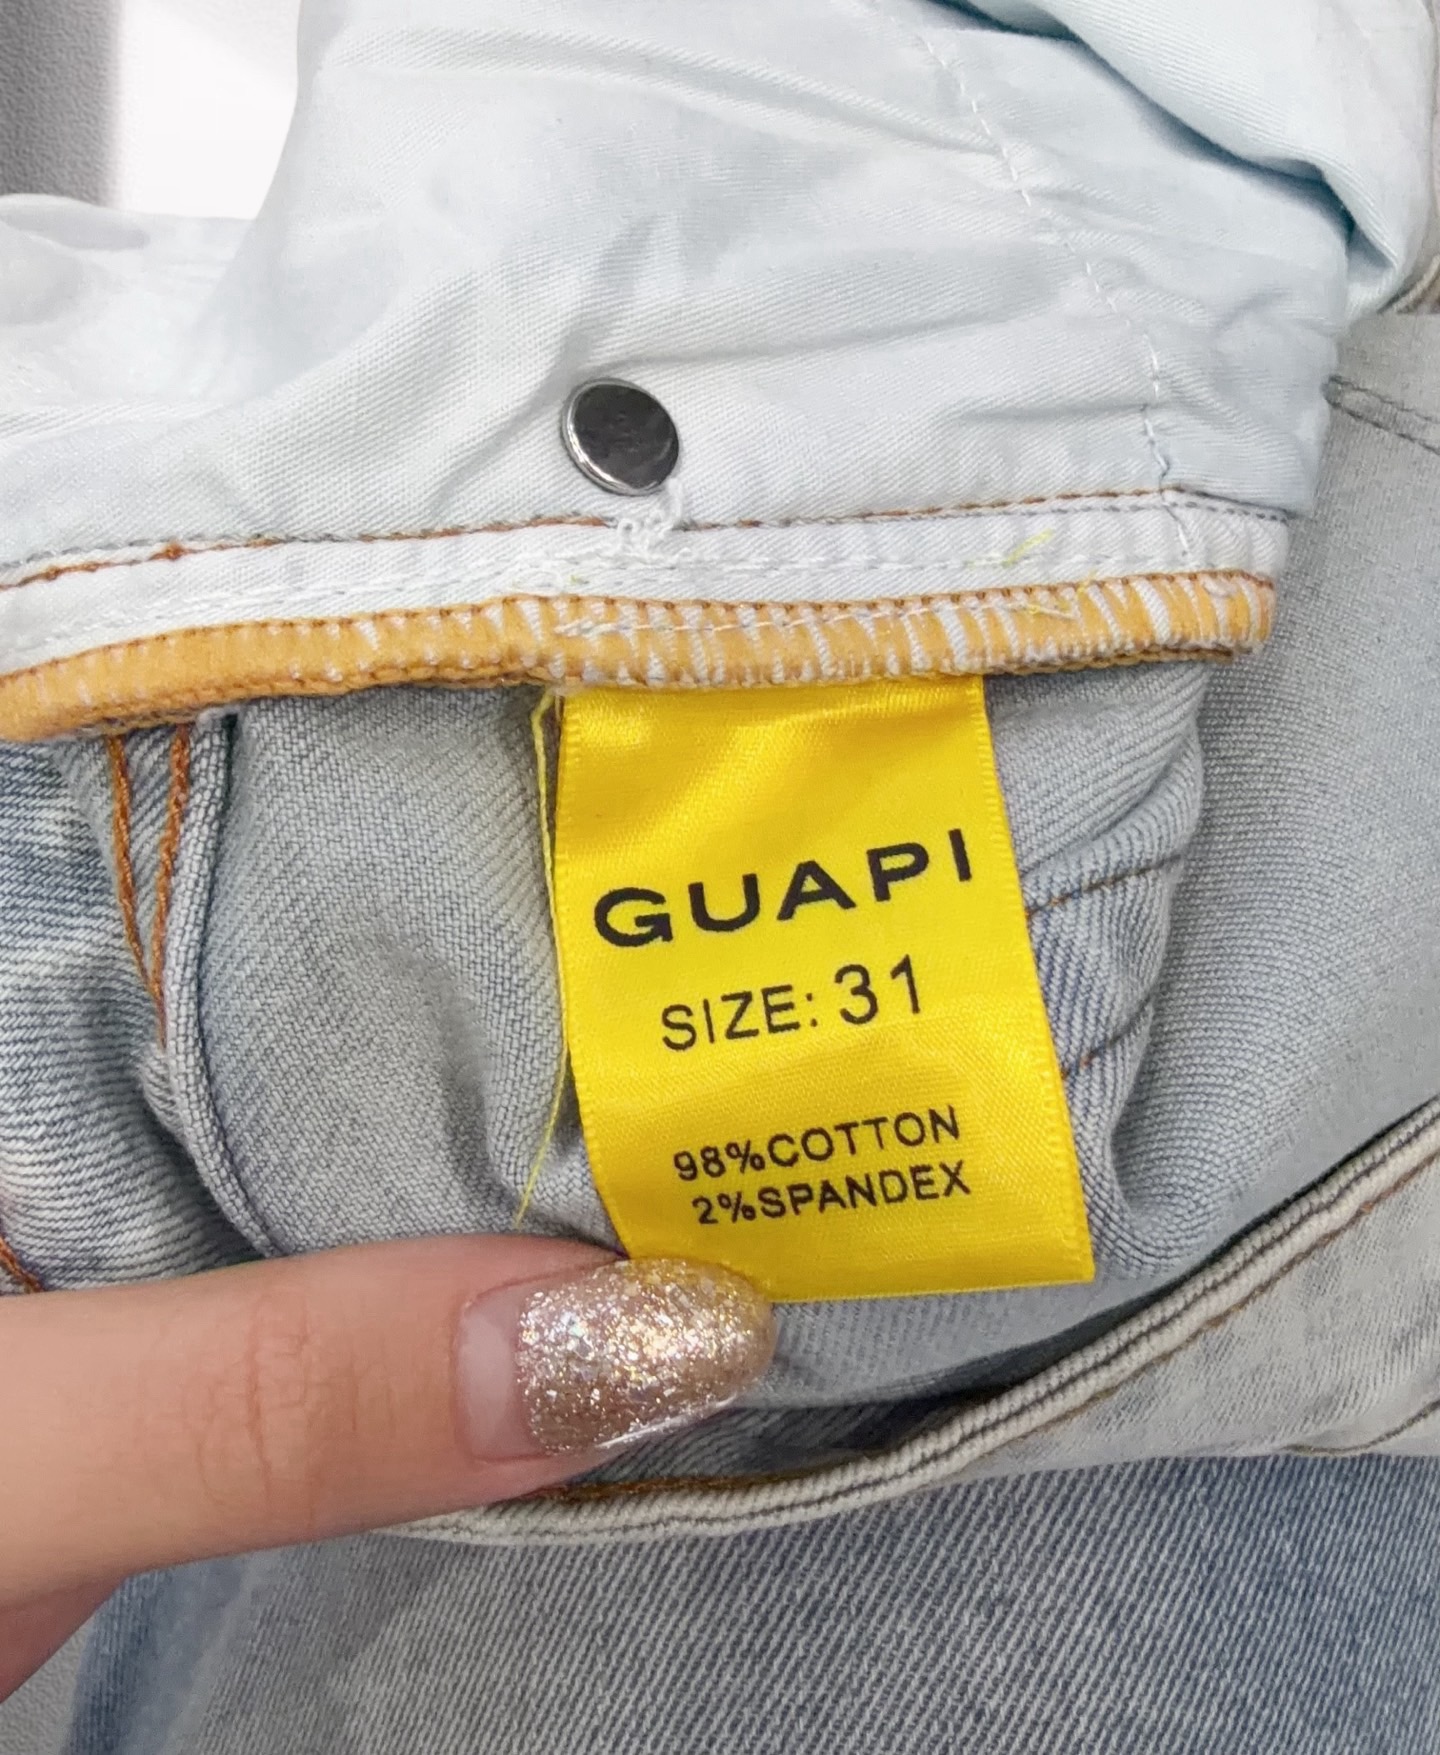 GUAPI
SIZE: 31
98%COTTON
2%SPANDEX